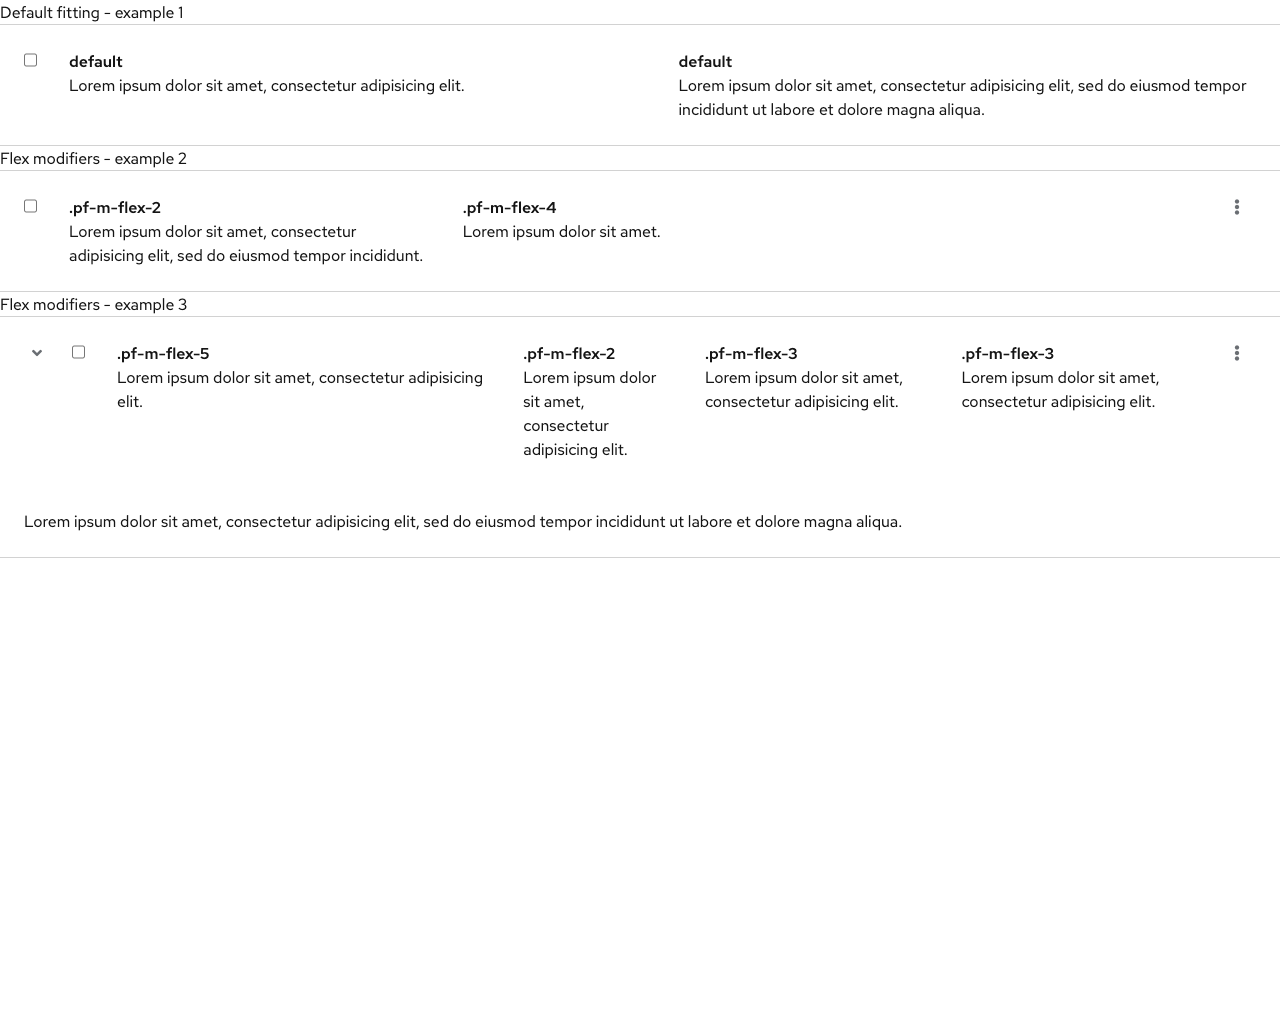 Default fitting - example 1
default
Lorem ipsum dolor sit amet, consectetur adipisicing elit.
default
Lorem ipsum dolor sit amet, consectetur adipisicing elit, sed do eiusmod tempor
incididunt ut labore et dolore magna aliqua.
Flex modifiers - example 2
.pf-m-flex-2
Lorem ipsum dolor sit amet, consectetur
adipisicing elit, sed do eiusmod tempor incididunt.
.pf-m-flex-4
Lorem ipsum dolor sit amet.
Flex modifiers - example 3
.pf-m-flex-5
Lorem ipsum dolor sit amet, consectetur adipisicing
elit.
.pf-m-flex-2
Lorem ipsum dolor
sit amet,
consectetur
adipisicing elit.
.pf-m-flex-3
Lorem ipsum dolor sit amet,
consectetur adipisicing elit.
.pf-m-flex-3
Lorem ipsum dolor sit amet,
consectetur adipisicing elit.
Lorem ipsum dolor sit amet, consectetur adipisicing elit, sed do eiusmod tempor incididunt ut labore et dolore magna aliqua.